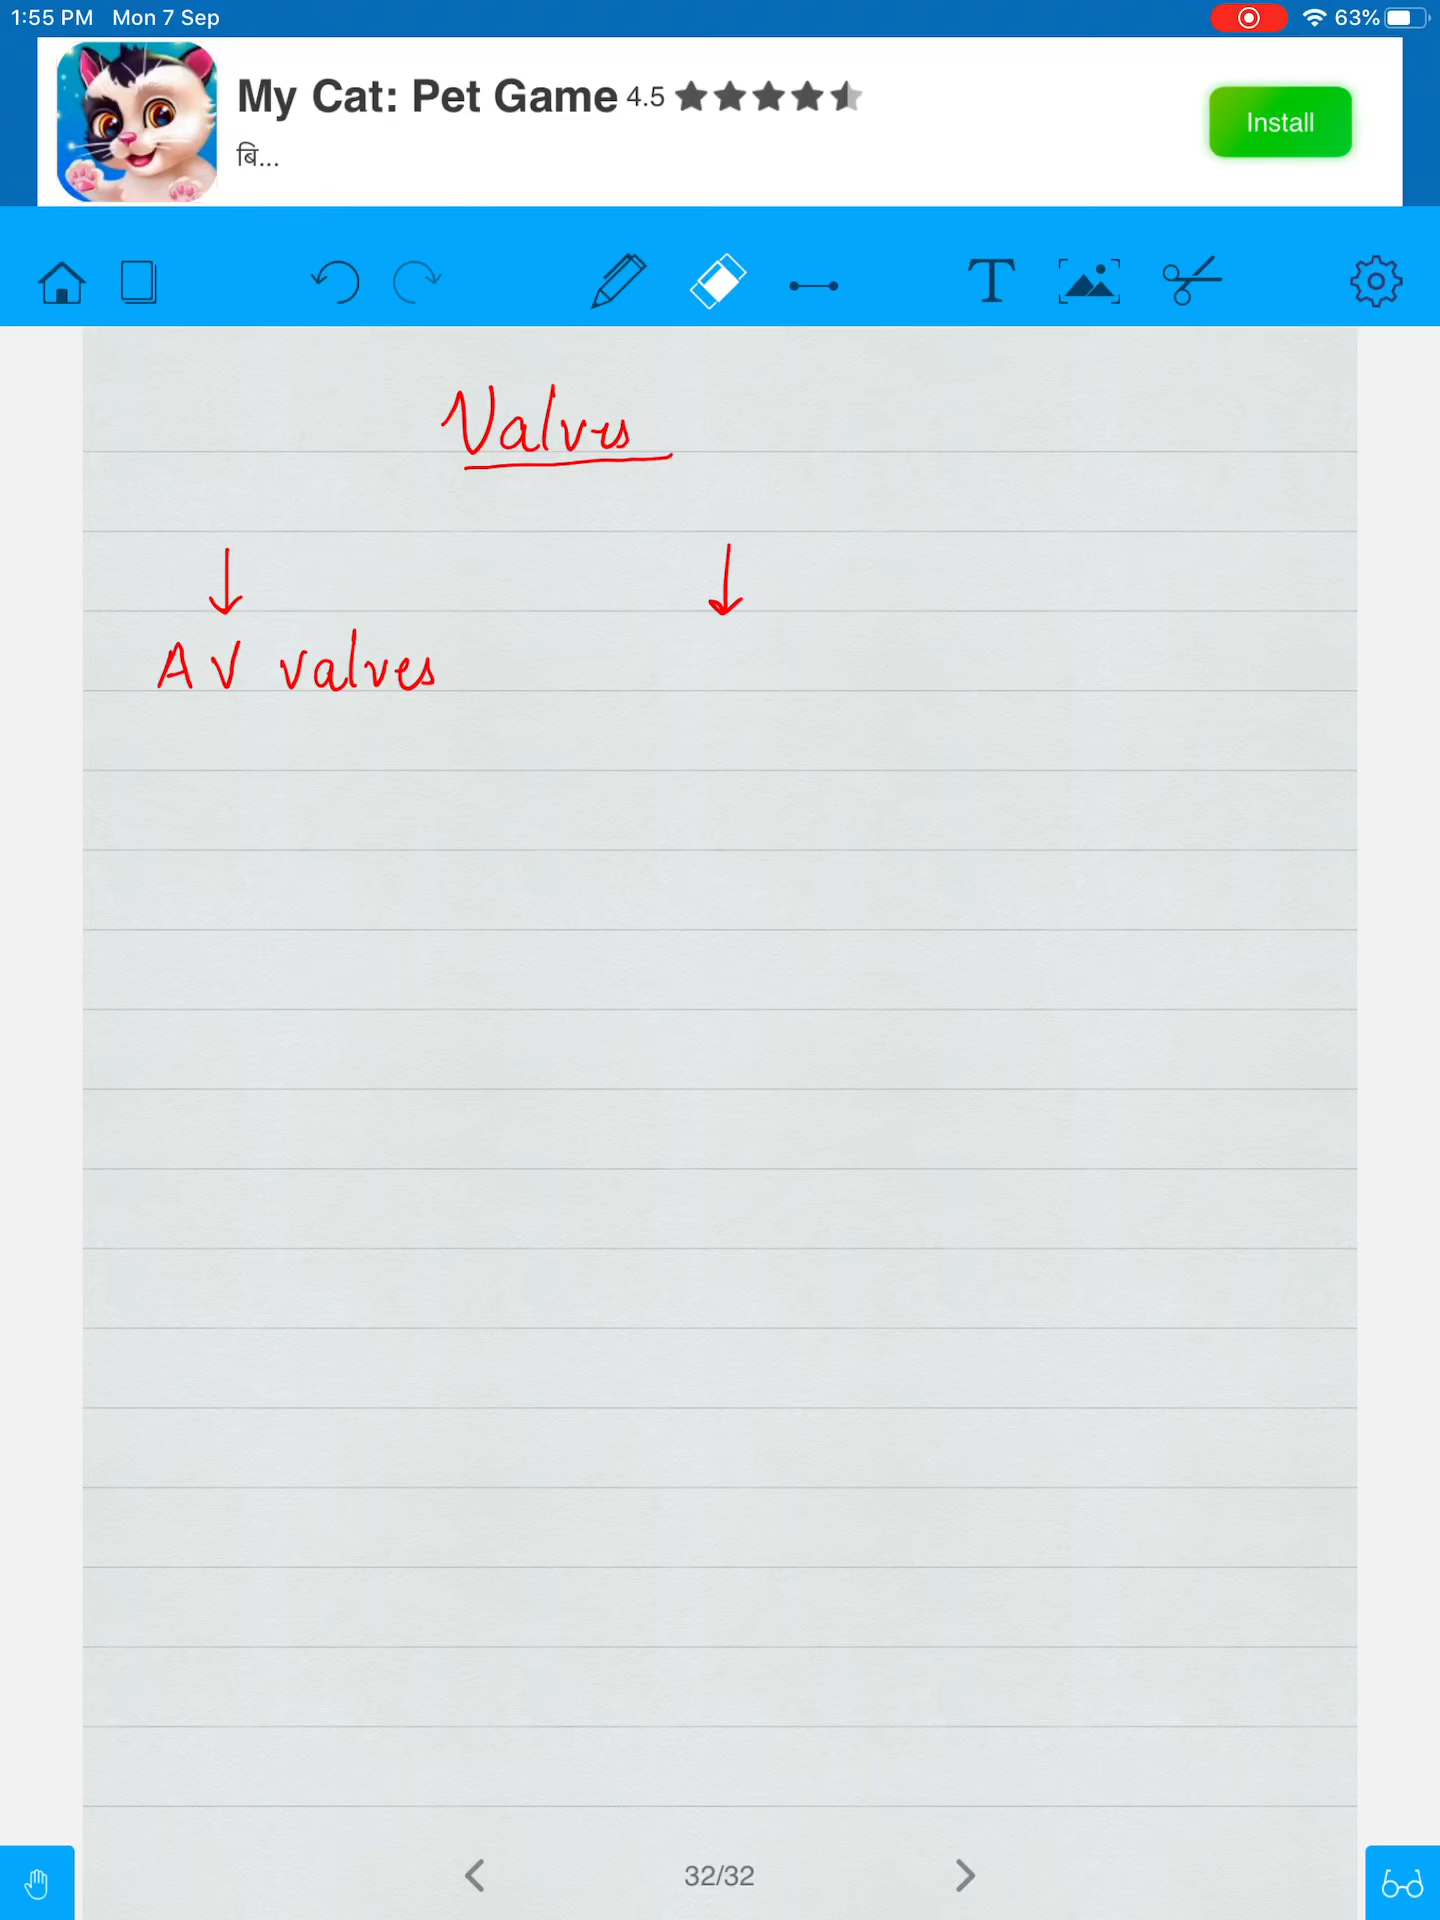 1:55 PM Mon 7 Sep 63%
My Cat: Pet Game 4.5
बि...
Install
T
Valves
AV valves
32/32